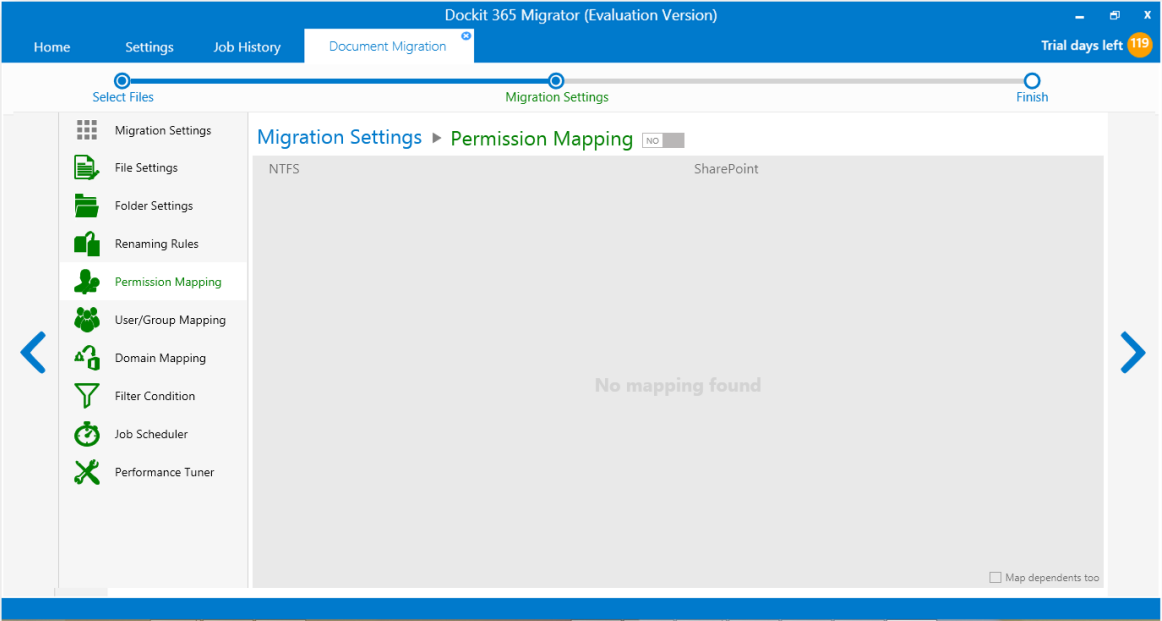 Dockit 365 Migrator (Evaluation Version)
X
Home
Settings
Job History
Document Migration
Trial days left 119
Select Files
Migration Settings
Finish
Migration Settings
File Settings
Folder Settings
Renaming Rules
Permission Mapping
User/Group Mapping
Domain Mapping
Filter Condition
Job Scheduler
Performance Tuner
Migration Settings Permission Mapping NO
NTFS
SharePoint
No mapping found
Map dependents too